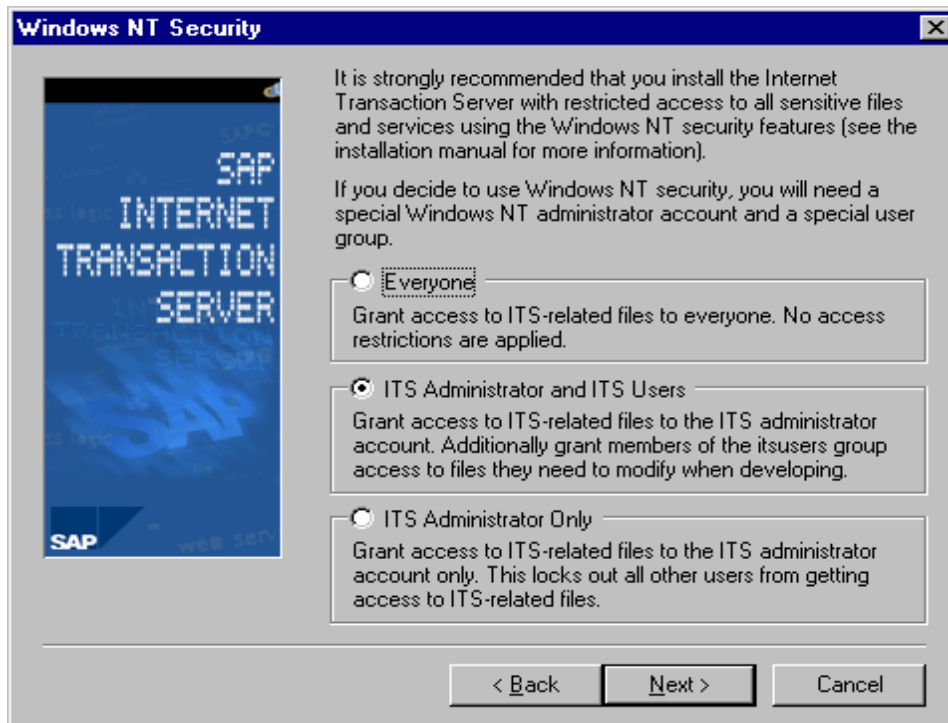 Windows NT Security
SAP
INTERNET
TRANSACTION
SERVER
SAP
It is strongly recommended that you install the Internet
Transaction Server with restricted access to all sensitive files
and services using the Windows NT security features (see the
installation manual for more information).
If you decide to use Windows NT security, you will need a
special Windows NT administrator account and a special user
group.
Everyone
Grant access to ITS-related files to everyone. No access
restrictions are applied.
ITS Administrator and ITS Users
Grant access to ITS-related files to the ITS administrator
account. Additionally grant members of the itsusers group
access to files they need to modify when developing.
ITS Administrator Only
Grant access to ITS-related files to the ITS administrator
account only. This locks out all other users from getting
access to ITS-related files.
< Back
Next >
Cancel